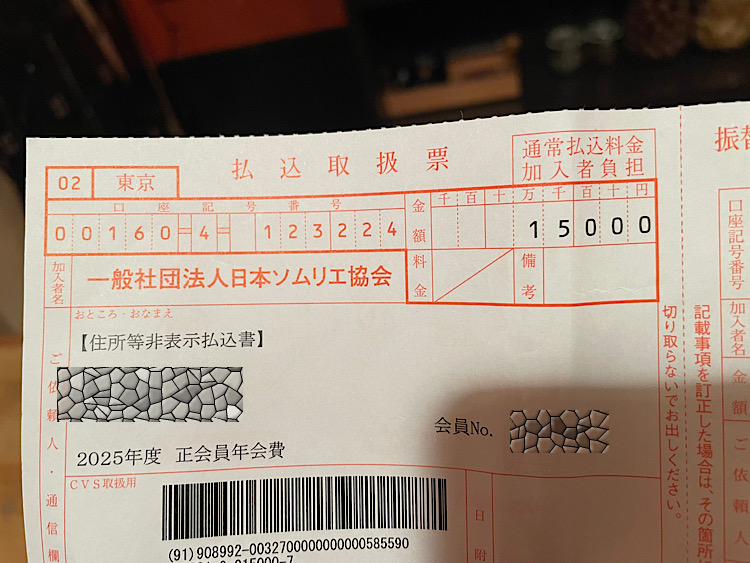 払込取扱票
通常払込料金
加入者負担
02 東京
口座記号番号
00160=4= 123224
金額
千百十万千百十円
15000
加入者名
一般社団法人日本ソムリエ協会
料金
備考
おところ・おなまえ
【住所等非表示払込書】
ご依頼人・通信欄
会員No.
2025年度 正会員年会費
CVS取扱用
(91)908992-0032700000000000585590
日附
切り取らないでお出しください。
記載事項を訂正した場合は、その箇所
振替
口座記号番号
加入者名
金額
ご依頼人